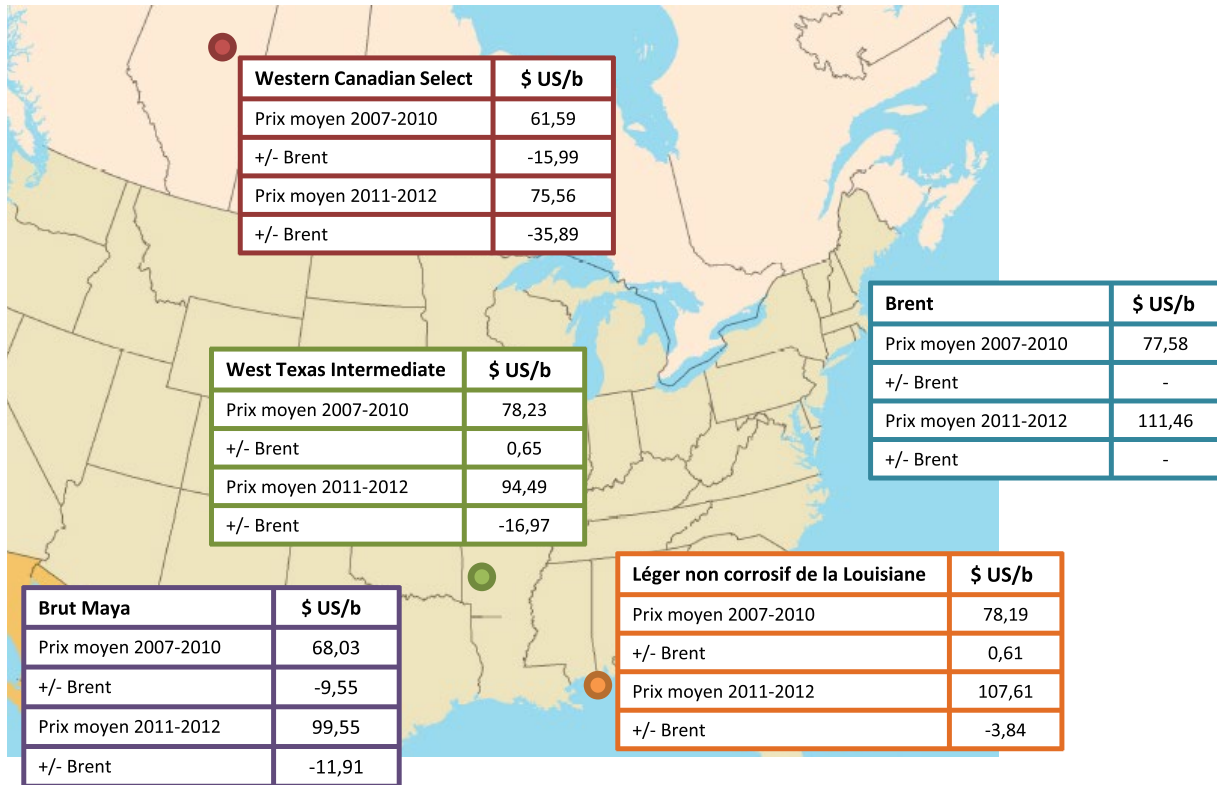 Western Canadian Select $ US/b
Prix moyen 2007-2010 61,59
+/- Brent -15,99
Prix moyen 2011-2012 75,56
+/- Brent -35,89
Brent $ US/b
Prix moyen 2007-2010 77,58
+/- Brent -
Prix moyen 2011-2012 111,46
+/- Brent -
West Texas Intermediate $ US/b
Prix moyen 2007-2010 78,23
+/- Brent 0,65
Prix moyen 2011-2012 94,49
+/- Brent -16,97
Léger non corrosif de la Louisiane $ US/b
Prix moyen 2007-2010 78,19
+/- Brent 0,61
Prix moyen 2011-2012 107,61
+/- Brent -3,84
Brut Maya $ US/b
Prix moyen 2007-2010 68,03
+/- Brent -9,55
Prix moyen 2011-2012 99,55
+/- Brent -11,91